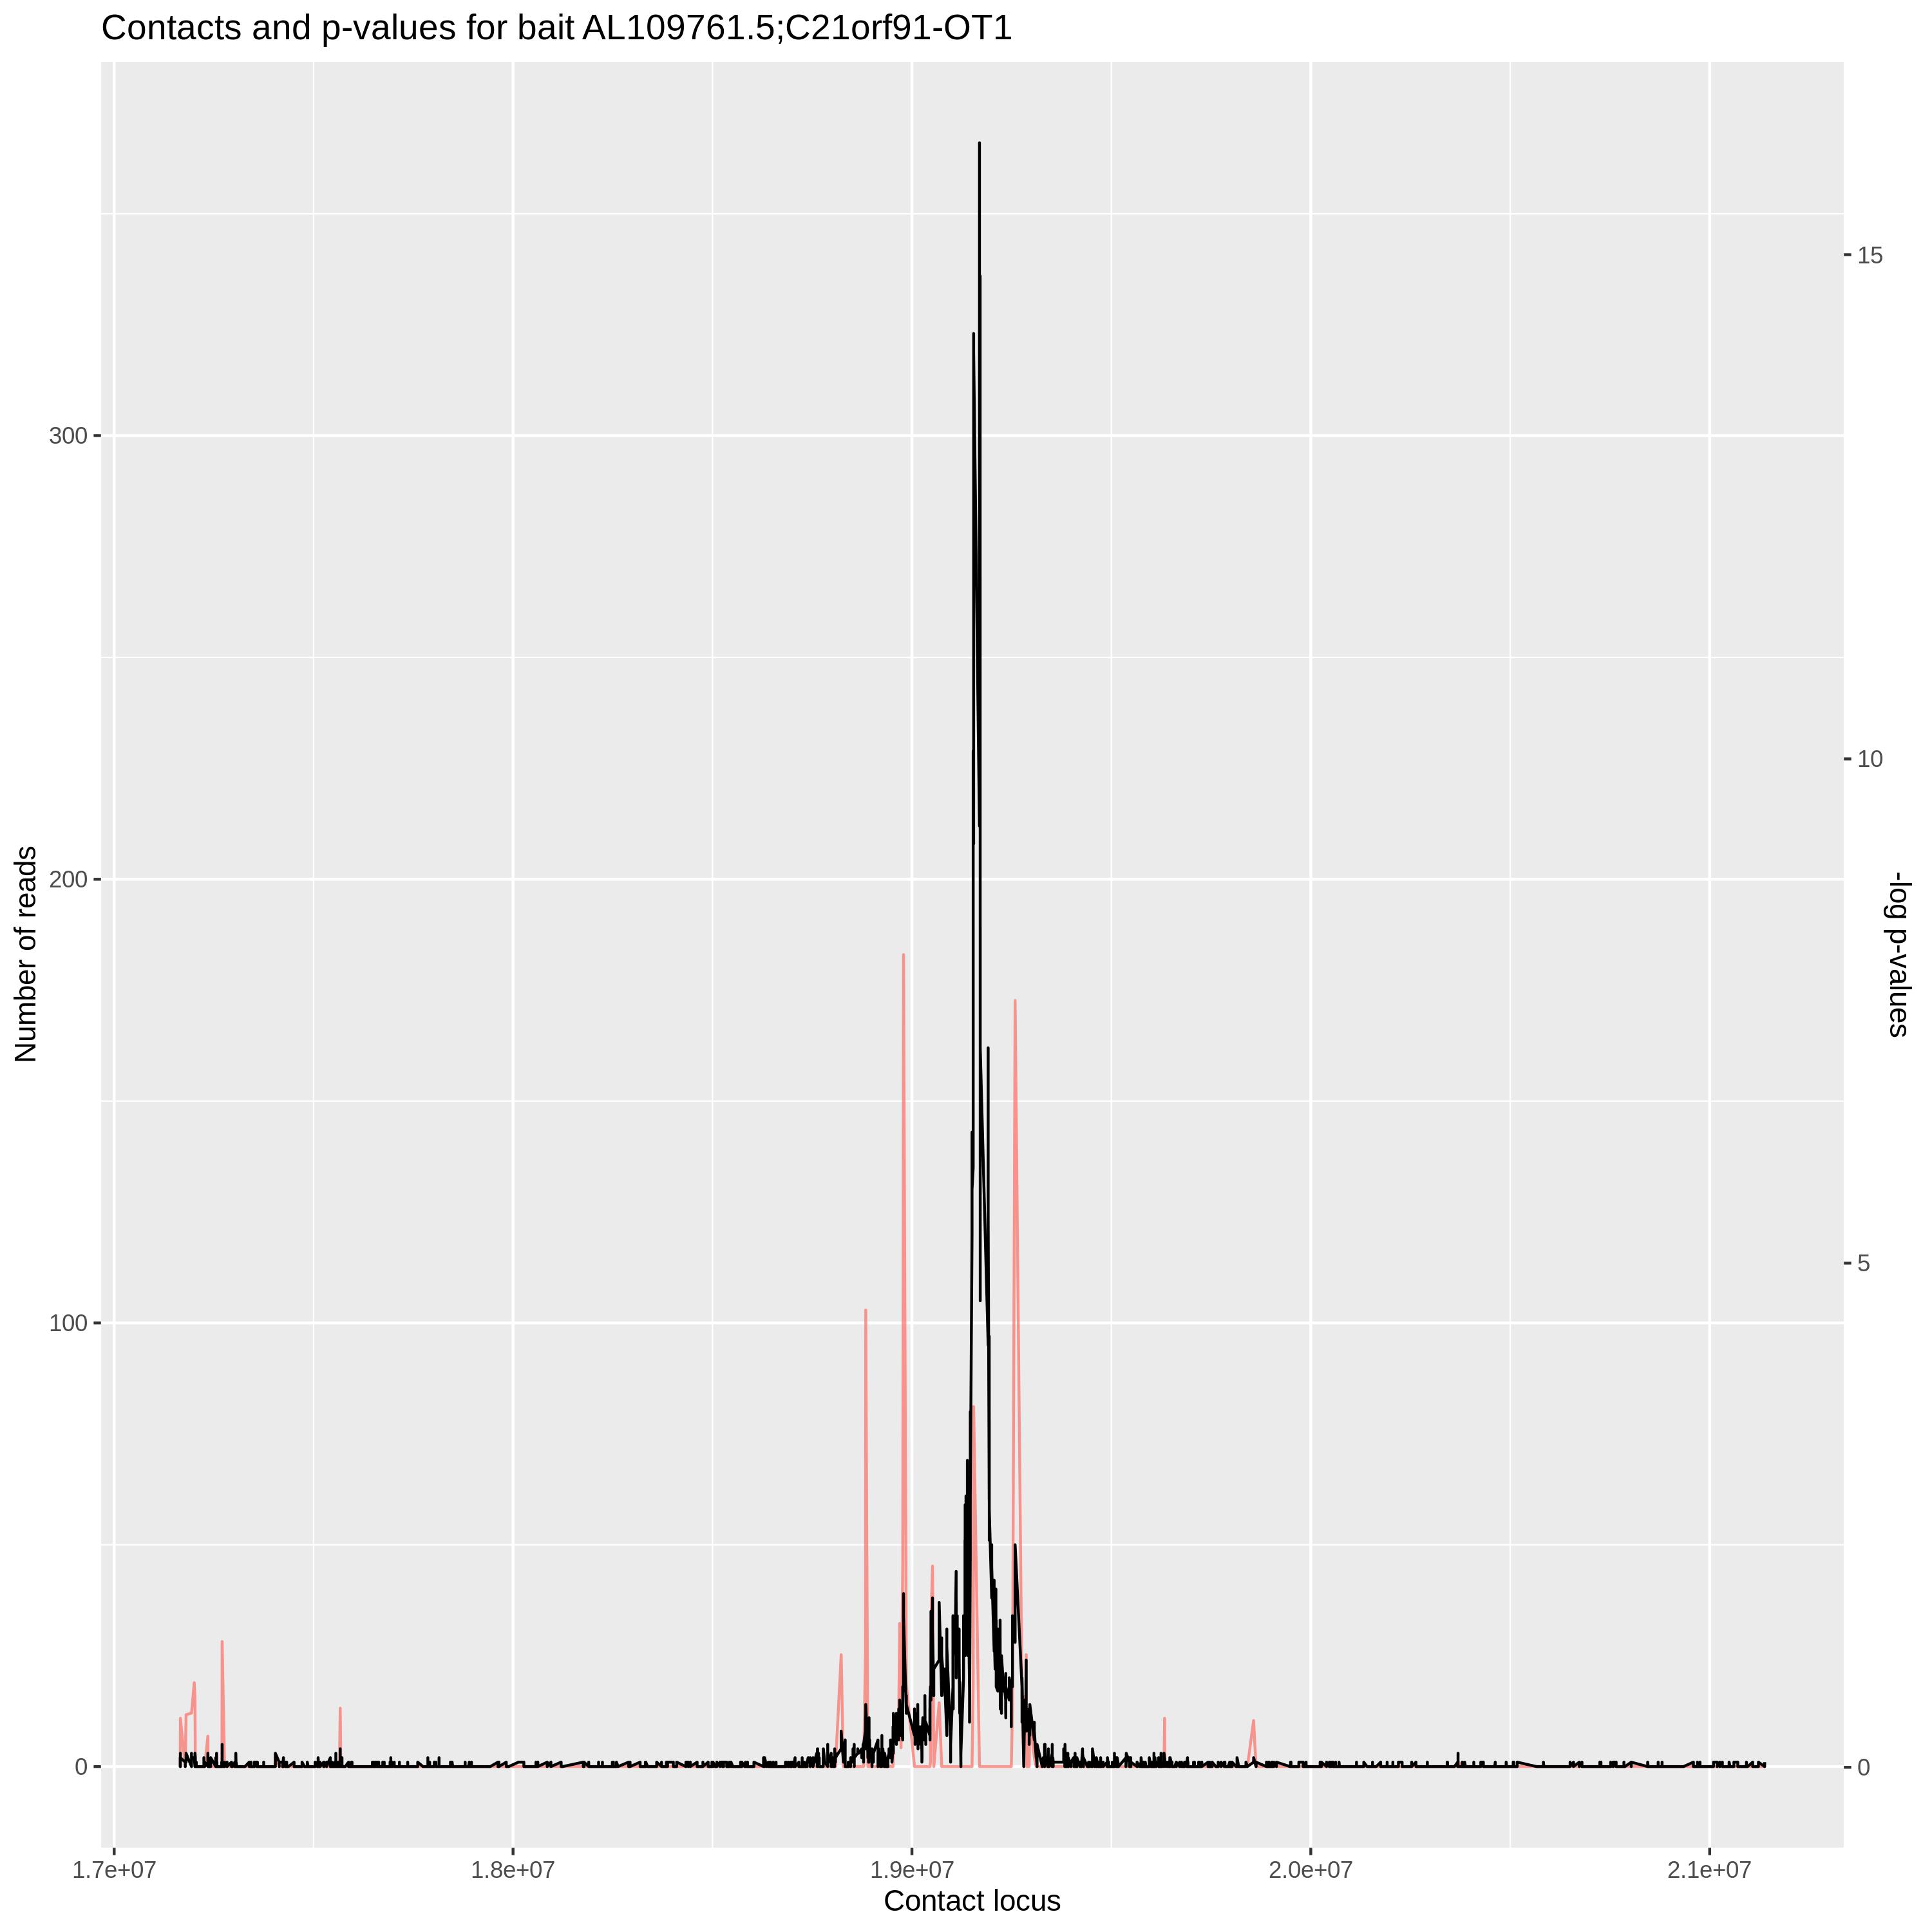 Contacts and p-values for bait AL109761.5;C21orf91-OT1
300
200
100
0
Number of reads
15
10
5
0
-log p-values
1.7e+07
1.8e+07
1.9e+07
2.0e+07
2.1e+07
Contact locus